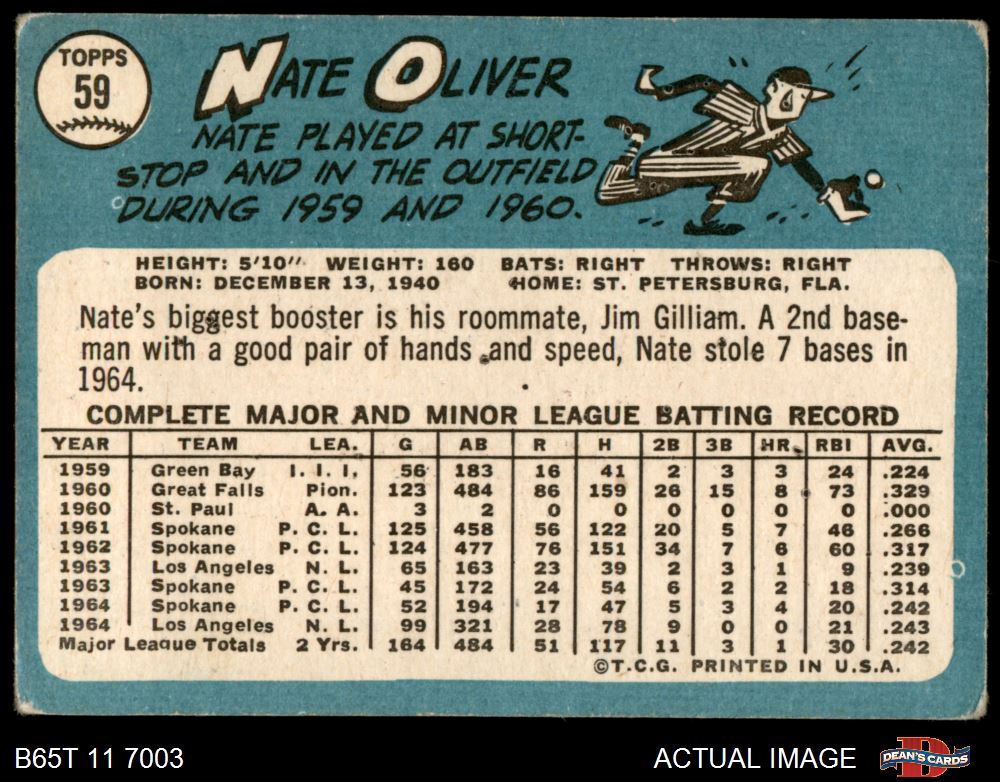 TOPPS
59
NATE OLIVER
NATE PLAYED AT SHORT-
STOP AND IN THE OUTFIELD
DURING 1959 AND 1960.
HEIGHT: 5'10" WEIGHT: 160 BATS: RIGHT THROWS: RIGHT
BORN: DECEMBER 13, 1940 HOME: ST. PETERSBURG, FLA.
Nate's biggest booster is his roommate, Jim Gilliam. A 2nd base-
man with a good pair of hands and speed, Nate stole 7 bases in
1964.
COMPLETE MAJOR AND MINOR LEAGUE BATTING RECORD
YEAR TEAM LEA. G AB R H 2B 3B HR RBI AVG.
1959 Green Bay I. I. I. 56 183 16 41 2 3 3 24 .224
1960 Great Falls Pion. 123 484 86 159 26 15 8 73 .329
1960 St. Paul A. A. 3 2 0 0 0 0 0 0 .000
1961 Spokane P. C. L. 125 458 56 122 20 5 7 46 .266
1962 Spokane P. C. L. 124 477 76 151 34 7 6 60 .317
1963 Los Angeles N. L. 65 163 23 39 2 3 1 9 .239
1963 Spokane P. C. L. 45 172 24 54 6 2 2 18 .314
1964 Spokane P. C. L. 52 194 17 47 5 3 4 20 .242
1964 Los Angeles N. L. 99 321 28 78 9 0 0 21 .243
Major League Totals 2 Yrs. 164 484 51 117 11 3 1 30 .242
©T.C.G. PRINTED IN U.S.A.
B65T 11 7003 ACTUAL IMAGE DEAN'S CARDS